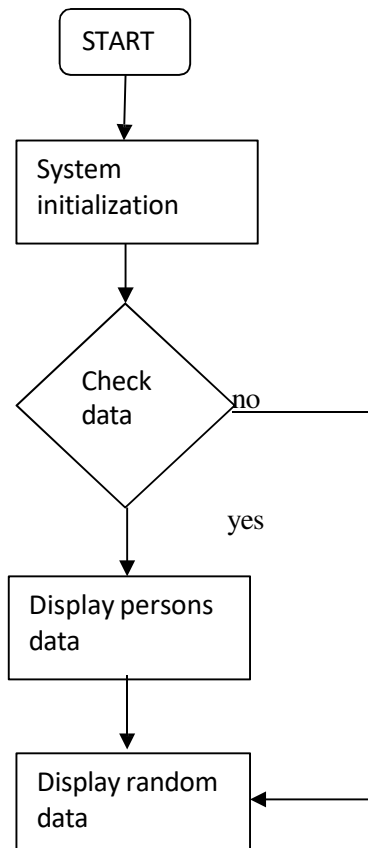 START
System
initialization
Check
data
no
yes
Display persons
data
Display random
data